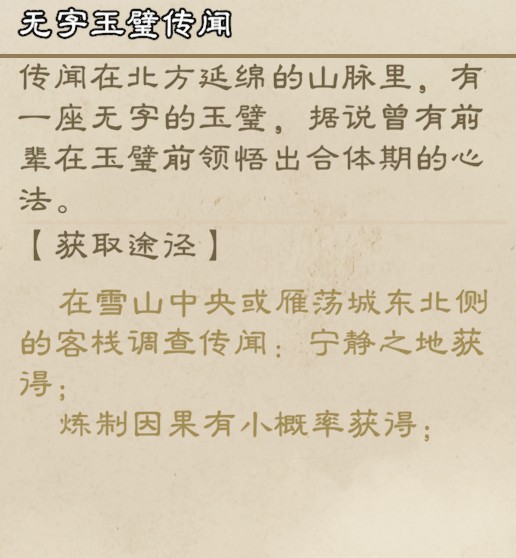 无字玉璧传闻
传闻在北方延绵的山脉里，有
一座无字的玉璧，据说曾有前
辈在玉璧前领悟出合体期的心
法。
【获取途径】
在雪山中央或雁荡城东北侧
的客栈调查传闻：宁静之地获
得；
炼制因果有小概率获得；